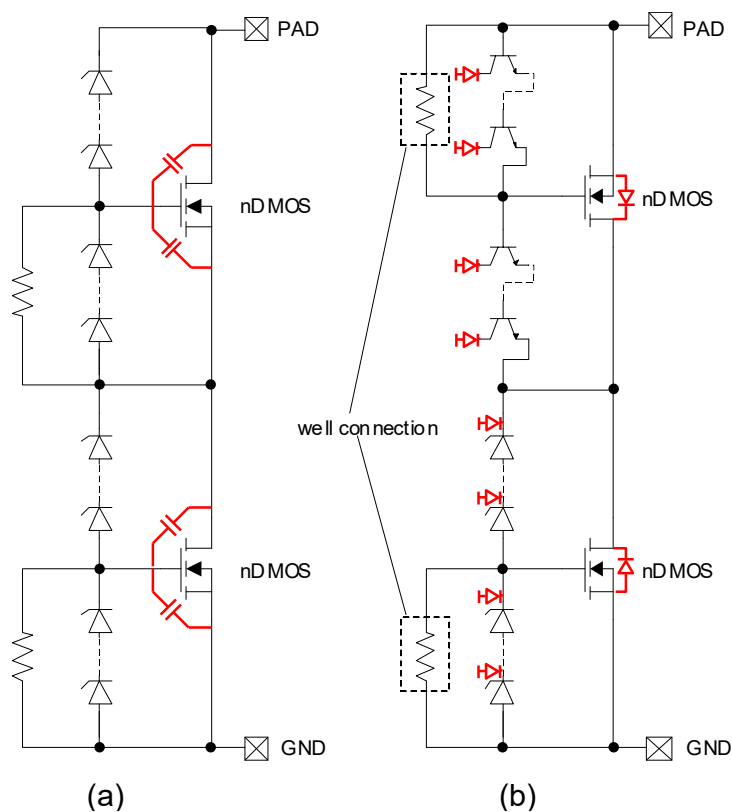 PAD
PAD
nDMOS
nDMOS
well connection
nDMOS
nDMOS
GND
GND
(a)
(b)